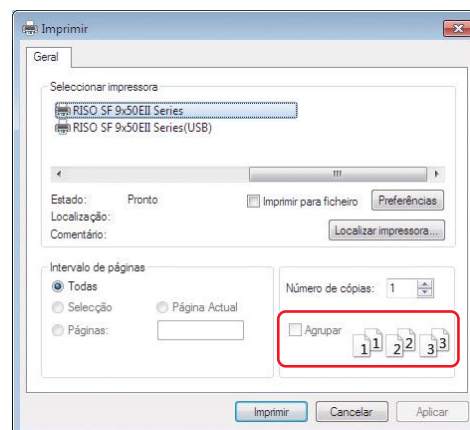 Imprimir
Geral
Seleccionar impressora
RISO SF 9x50EII Series
RISO SF 9x50EII Series(USB)
Estado: Pronto
Imprimir para ficheiro Preferências
Localização:
Comentário:
Localizar impressora...
Intervalo de páginas
Todas
Selecção Página Actual
Páginas:
Número de cópias: 1
Agrupar 1 1 2 2 3 3
Imprimir Cancelar Aplicar